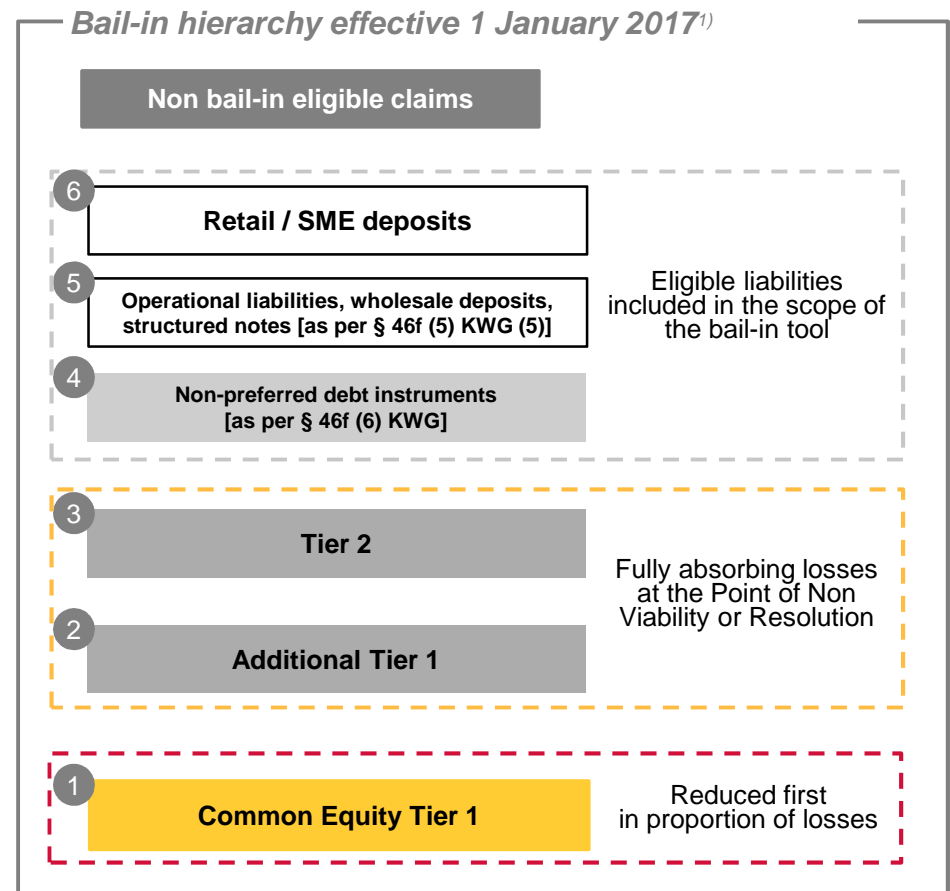 Bail-in hierarchy effective 1 January 2017¹⁾
Non bail-in eligible claims
6
Retail / SME deposits
5
Operational liabilities, wholesale deposits,
structured notes [as per § 46f (5) KWG (5)]
4
Non-preferred debt instruments
[as per § 46f (6) KWG]
Eligible liabilities
included in the scope of
the bail-in tool
3
Tier 2
2
Additional Tier 1
Fully absorbing losses
at the Point of Non
Viability or Resolution
1
Common Equity Tier 1
Reduced first
in proportion of losses